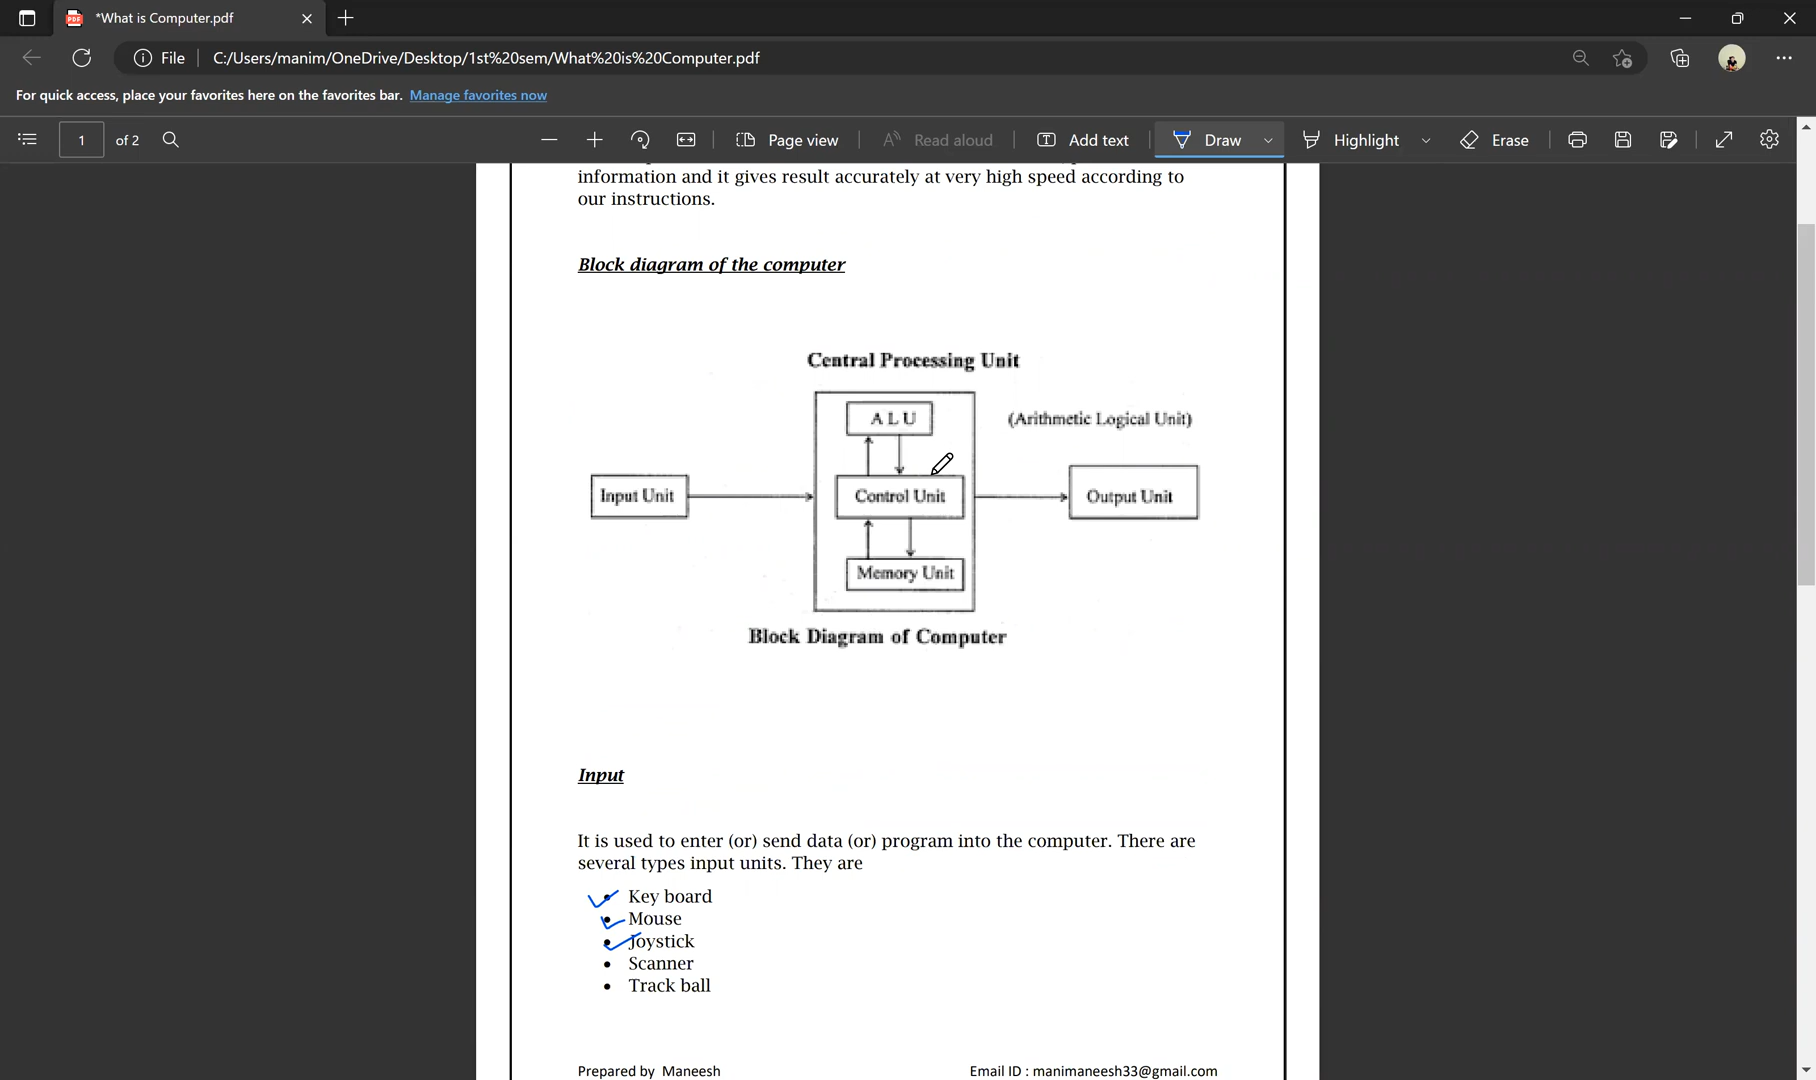 *What is Computer.pdf
File C:/Users/manim/OneDrive/Desktop/1st%20sem/What%20is%20Computer.pdf
For quick access, place your favorites here on the favorites bar. Manage favorites now
1 of 2 Page view Read aloud Add text Draw Highlight Erase
information and it gives result accurately at very high speed according to
our instructions.
Block diagram of the computer
Central Processing Unit
A L U (Arithmetic Logical Unit)
Input Unit Control Unit Output Unit
Memory Unit
Block Diagram of Computer
Input
It is used to enter (or) send data (or) program into the computer. There are
several types input units. They are
• Key board
• Mouse
• Joystick
• Scanner
• Track ball
Prepared by Maneesh Email ID : manimaneesh33@gmail.com